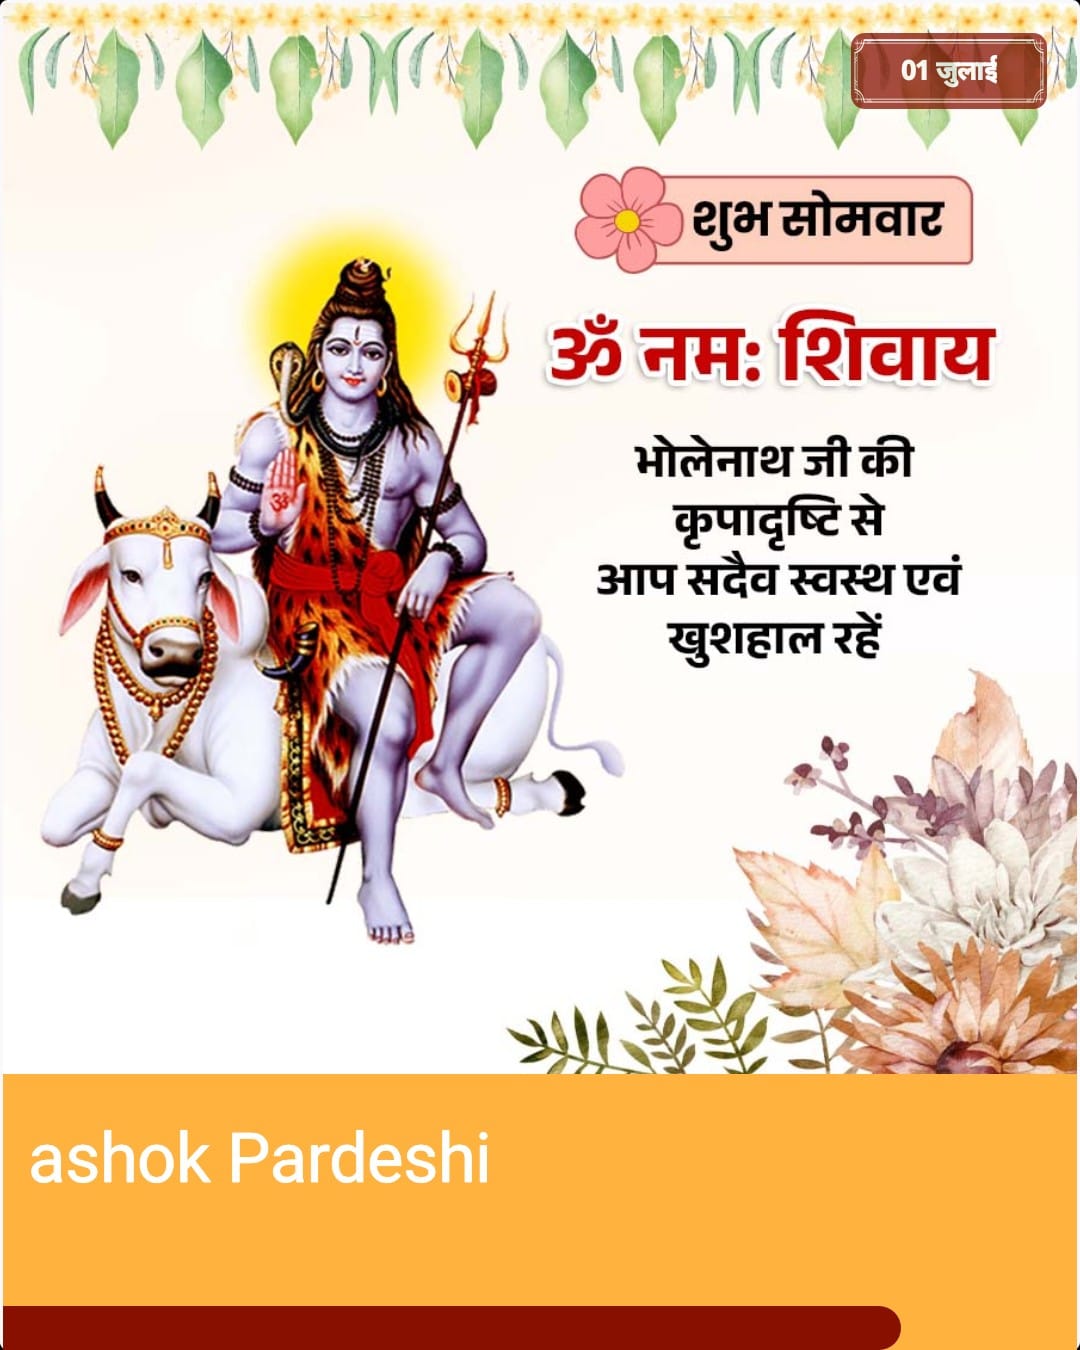 01 जुलाई
शुभ सोमवार
ॐ नमः शिवाय
भोलेनाथ जी की
कृपादृष्टि से
आप सदैव स्वस्थ एवं
खुशहाल रहें
ॐ
ashok Pardeshi